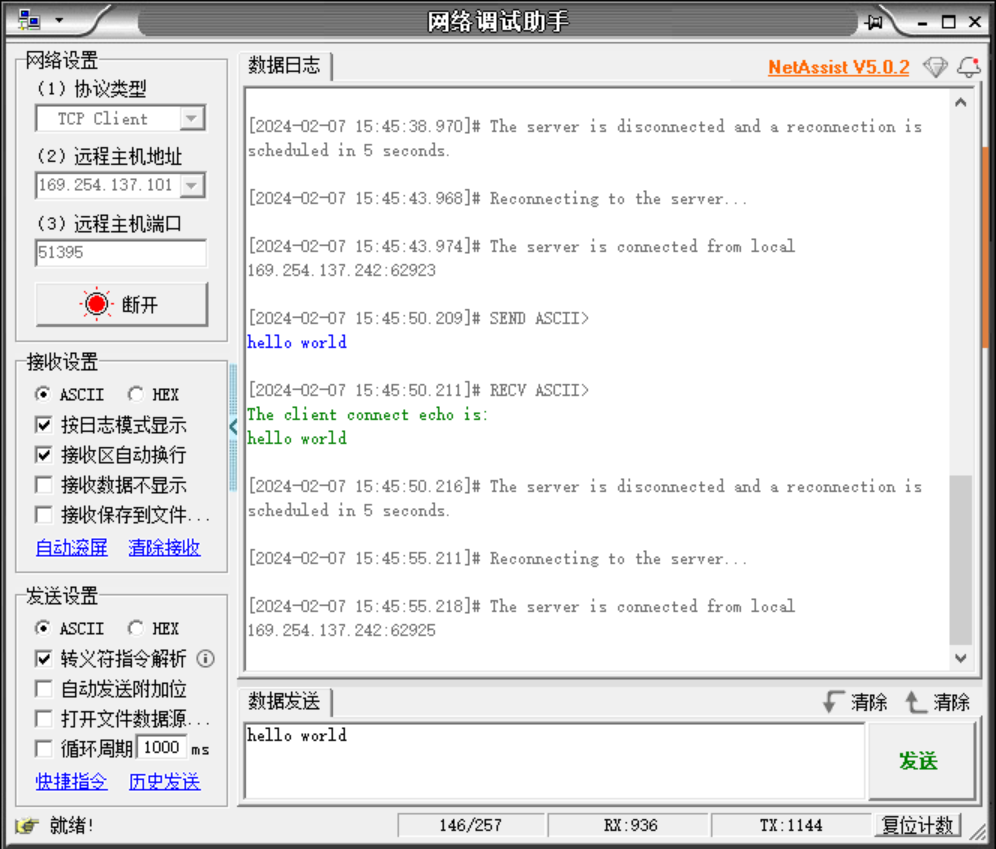 网络调试助手
网络设置
(1) 协议类型
TCP Client
(2) 远程主机地址
169.254.137.101
(3) 远程主机端口
51395
断开
接收设置
ASCII HEX
按日志模式显示
接收区自动换行
接收数据不显示
接收保存到文件...
自动滚屏 清除接收
发送设置
ASCII HEX
转义符指令解析
自动发送附加位
打开文件数据源...
循环周期 1000 ms
快捷指令 历史发送
数据日志
NetAssist V5.0.2
[2024-02-07 15:45:38.970]# The server is disconnected and a reconnection is
scheduled in 5 seconds.
[2024-02-07 15:45:43.968]# Reconnecting to the server...
[2024-02-07 15:45:43.974]# The server is connected from local
169.254.137.242:62923
[2024-02-07 15:45:50.209]# SEND ASCII>
hello world
[2024-02-07 15:45:50.211]# RECV ASCII>
The client connect echo is:
hello world
[2024-02-07 15:45:50.216]# The server is disconnected and a reconnection is
scheduled in 5 seconds.
[2024-02-07 15:45:55.211]# Reconnecting to the server...
[2024-02-07 15:45:55.218]# The server is connected from local
169.254.137.242:62925
数据发送 清除 清除
hello world
发送
就绪! 146/257 RX:936 TX:1144 复位计数